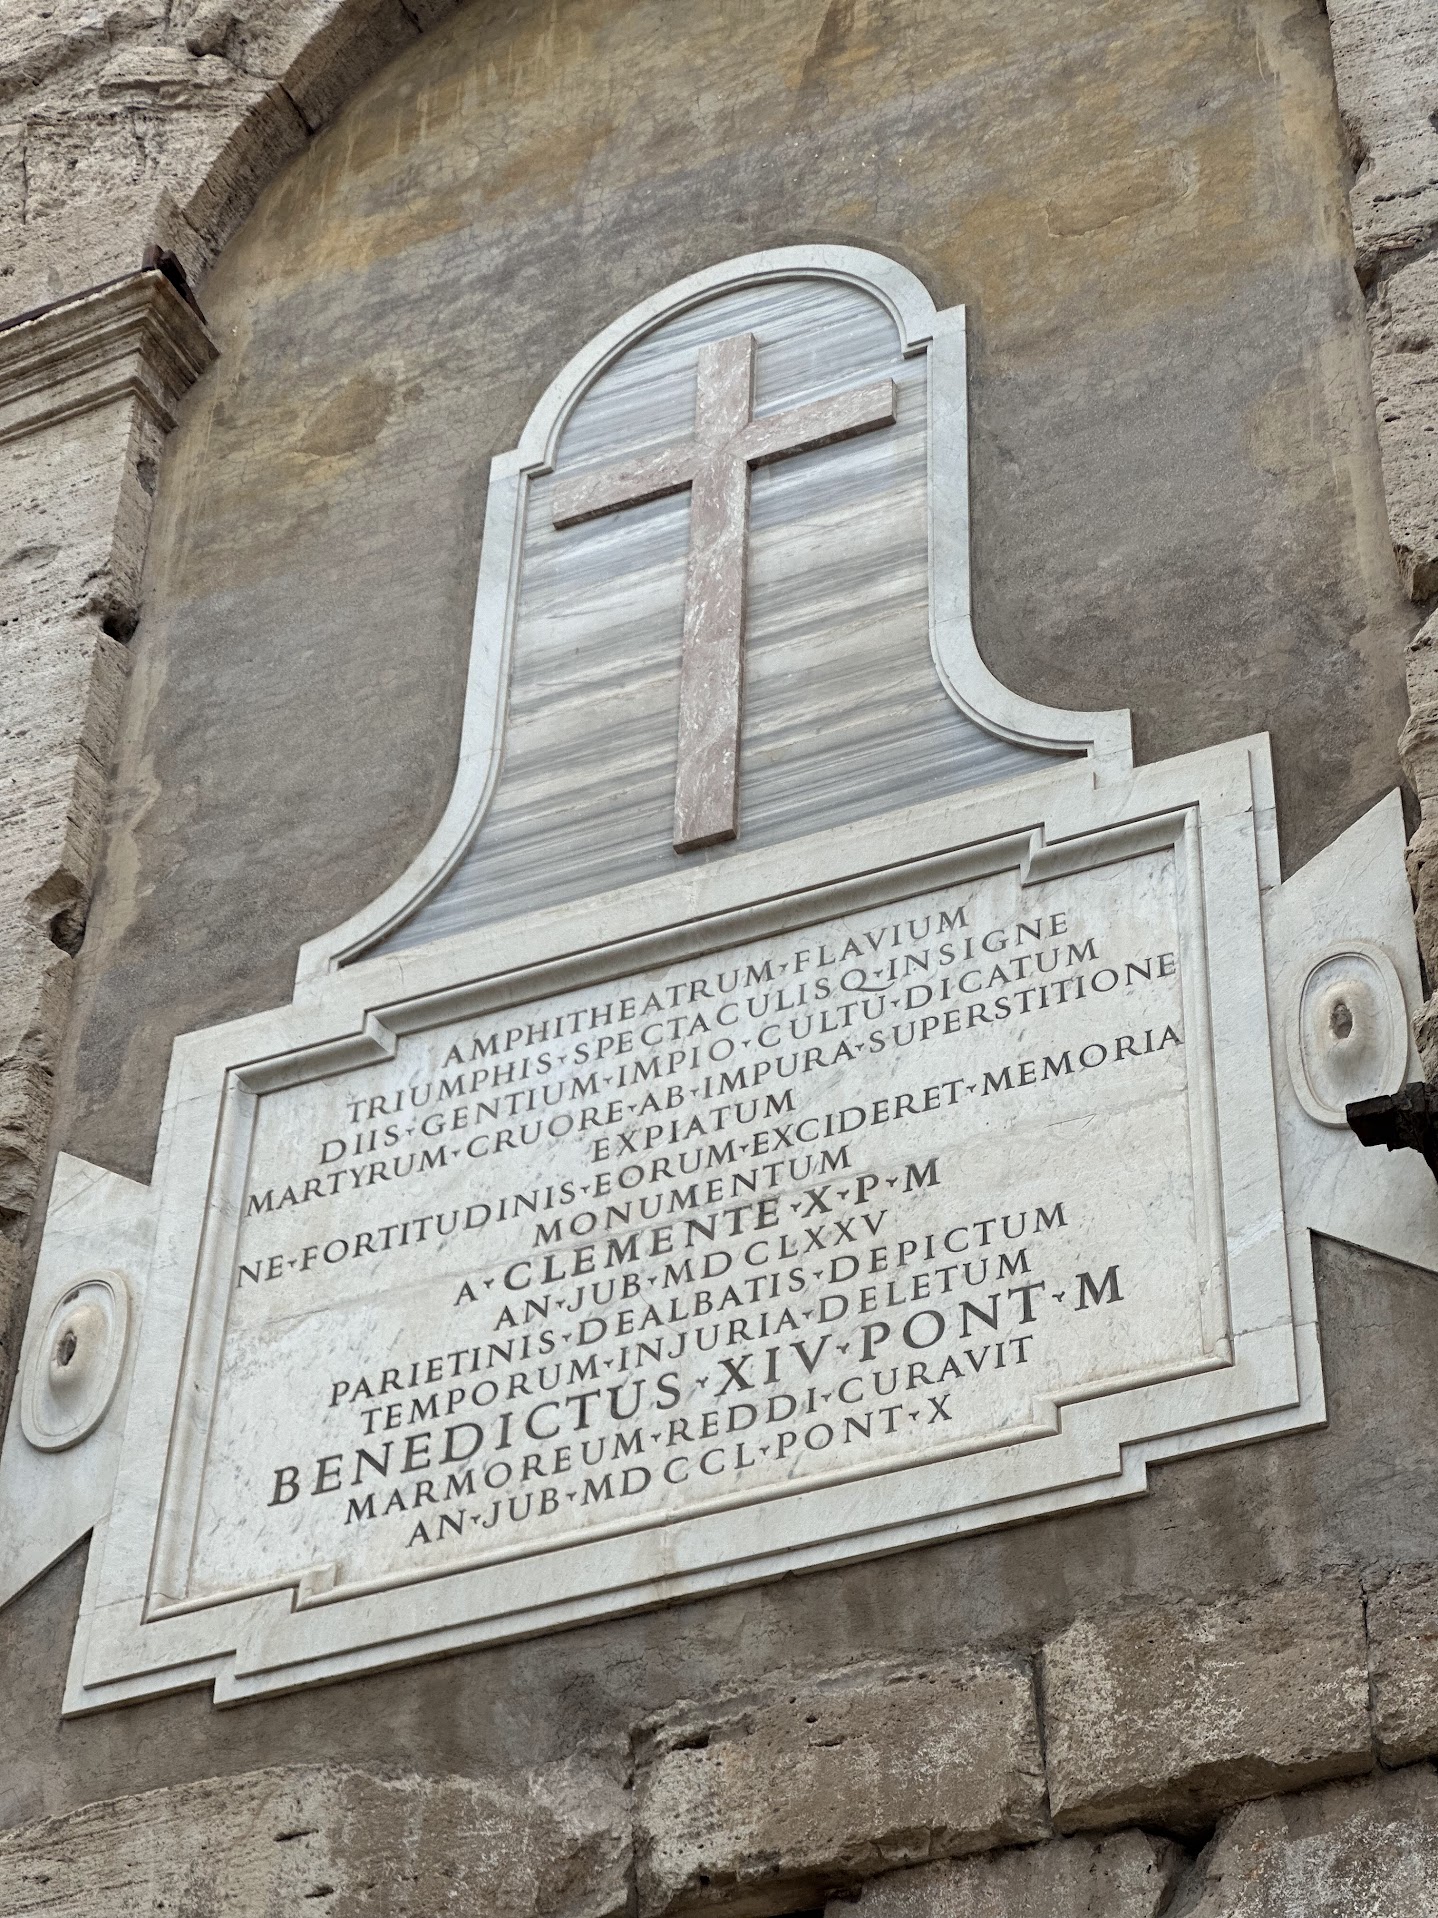 AMPHITHEATRUM▾FLAVIUM
TRIUMPHIS▾SPECTACULISQ▾INSIGNE
DIIS▾GENTIUM▾IMPIO▾CULTU▾DICATUM
MARTYRUM▾CRUORE▾AB▾IMPURA▾SUPERSTITIONE
EXPIATUM
NE▾FORTITUDINIS▾EORUM▾EXCIDERET▾MEMORIA
MONUMENTUM
A▾CLEMENTE▾X▾P▾M
AN▾JUB▾MDCLXXV
PARIETINIS▾DEALBATIS▾DEPICTUM
TEMPORUM▾INJURIA▾DELETUM
BENEDICTUS▾XIV▾PONT▾M
MARMOREUM▾REDDI▾CURAVIT
AN▾JUB▾MDCCL▾PONT▾X